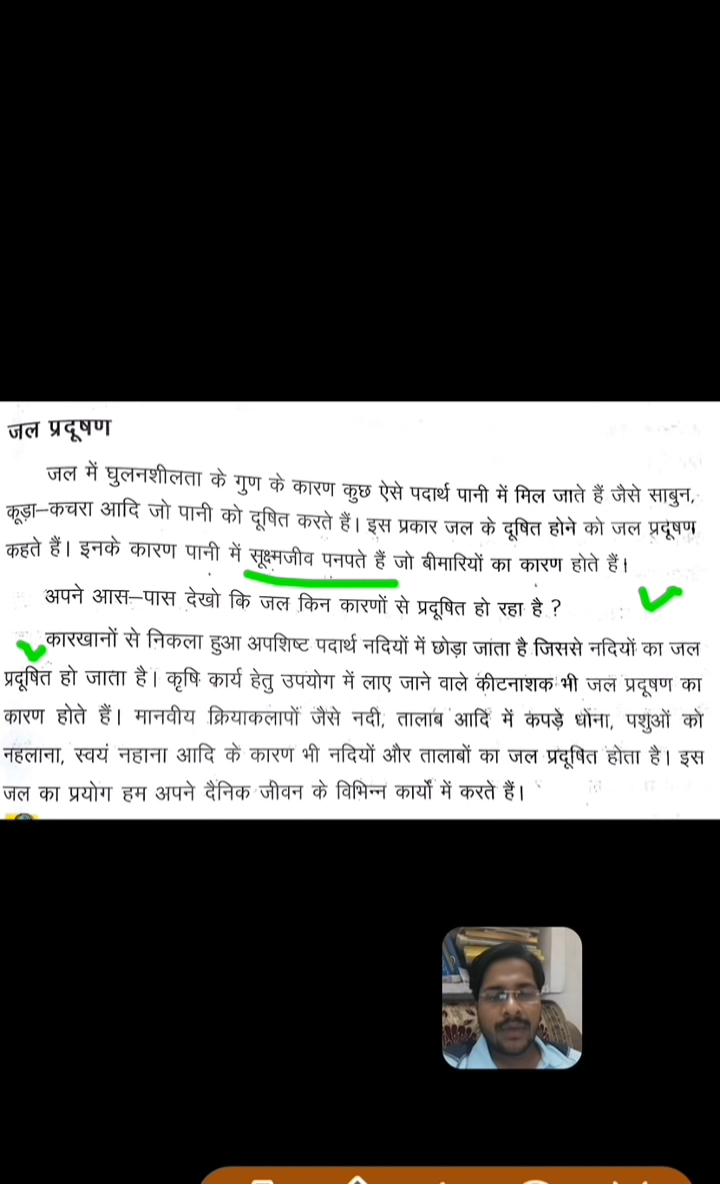 जल प्रदूषण
जल में घुलनशीलता के गुण के कारण कुछ ऐसे पदार्थ पानी में मिल जाते हैं जैसे साबुन,
कूड़ा–कचरा आदि जो पानी को दूषित करते हैं। इस प्रकार जल के दूषित होने को जल प्रदूषण
कहते हैं। इनके कारण पानी में सूक्ष्मजीव पनपते हैं जो बीमारियों का कारण होते हैं।
अपने आस–पास देखो कि जल किन कारणों से प्रदूषित हो रहा है ?
कारखानों से निकला हुआ अपशिष्ट पदार्थ नदियों में छोड़ा जाता है जिससे नदियों का जल
प्रदूषित हो जाता है। कृषि कार्य हेतु उपयोग में लाए जाने वाले कीटनाशक भी जल प्रदूषण का
कारण होते हैं। मानवीय क्रियाकलापों जैसे नदी, तालाब आदि में कपड़े धोना, पशुओं को
नहलाना, स्वयं नहाना आदि के कारण भी नदियों और तालाबों का जल प्रदूषित होता है। इस
जल का प्रयोग हम अपने दैनिक जीवन के विभिन्न कार्यों में करते हैं।